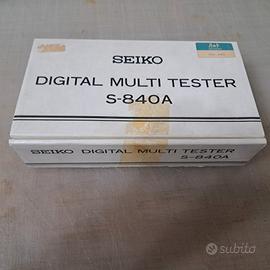 SEIKO
DIGITAL MULTI TESTER
S-840A
SEIKO DIGITAL MULTI TESTER
S-840A
subito